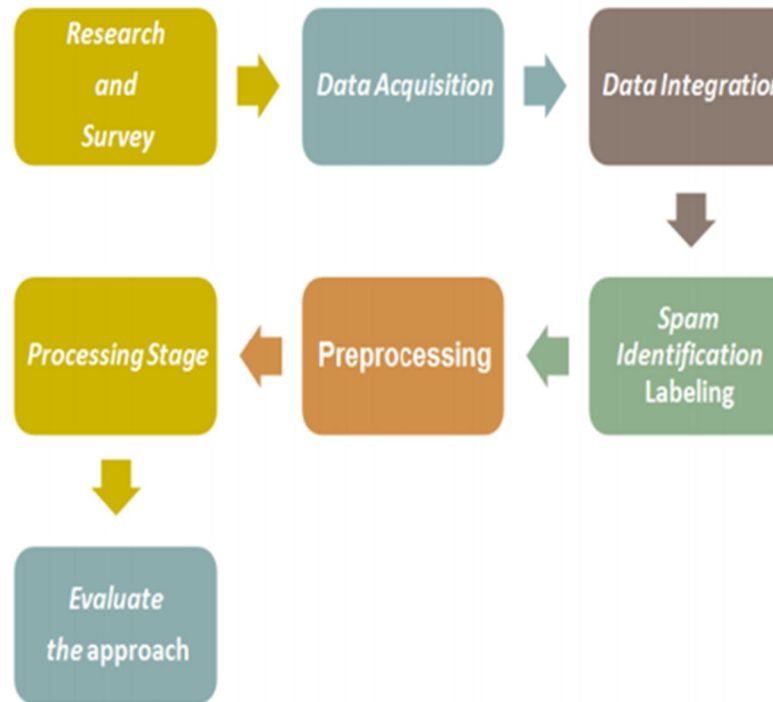 Research
and
Survey
Data Acquisition
Data Integration
Spam
Identification
Labeling
Preprocessing
Processing Stage
Evaluate
the approach